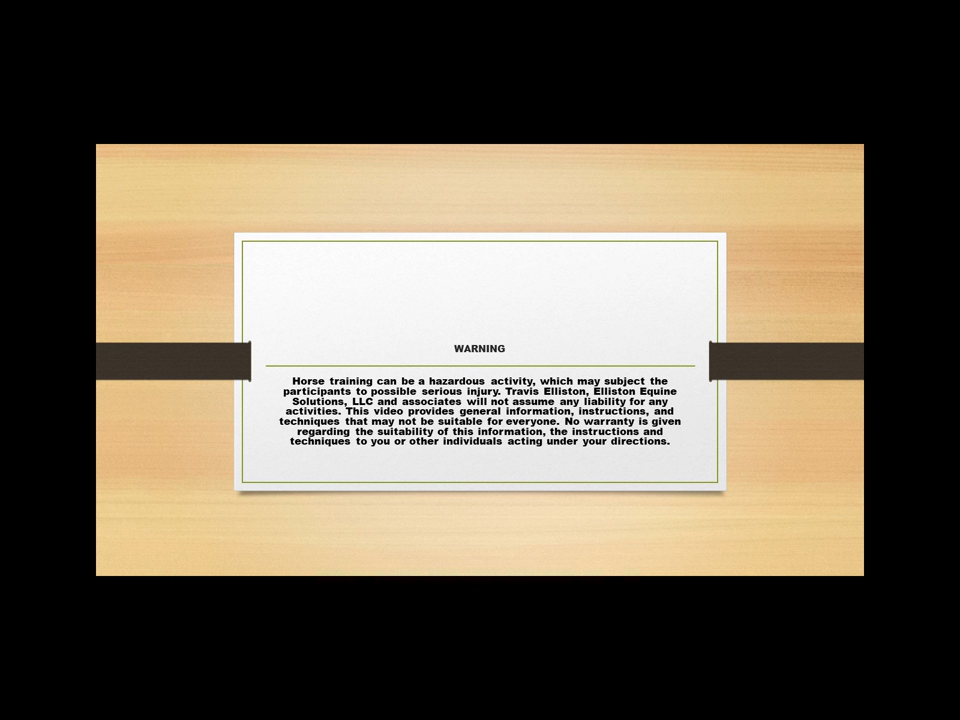 WARNING
Horse training can be a hazardous activity, which may subject the
participants to possible serious injury. Travis Elliston, Elliston Equine
Solutions, LLC and associates will not assume any liability for any
activities. This video provides general information, instructions, and
techniques that may not be suitable for everyone. No warranty is given
regarding the suitability of this information, the instructions and
techniques to you or other individuals acting under your directions.